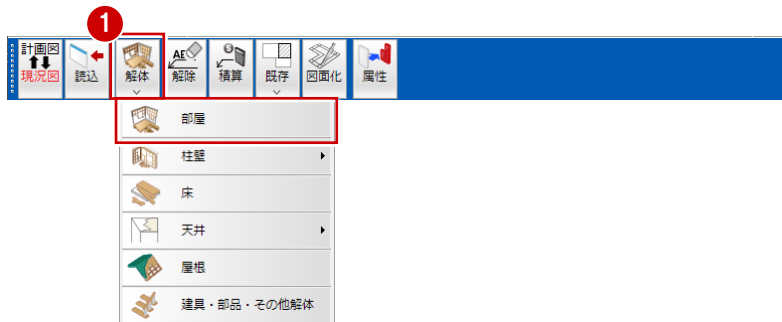 1
計画図
現況図
読込
解体
AE
解除
積算
既存
図面化
属性
部屋
柱壁
床
天井
屋根
建具・部品・その他解体